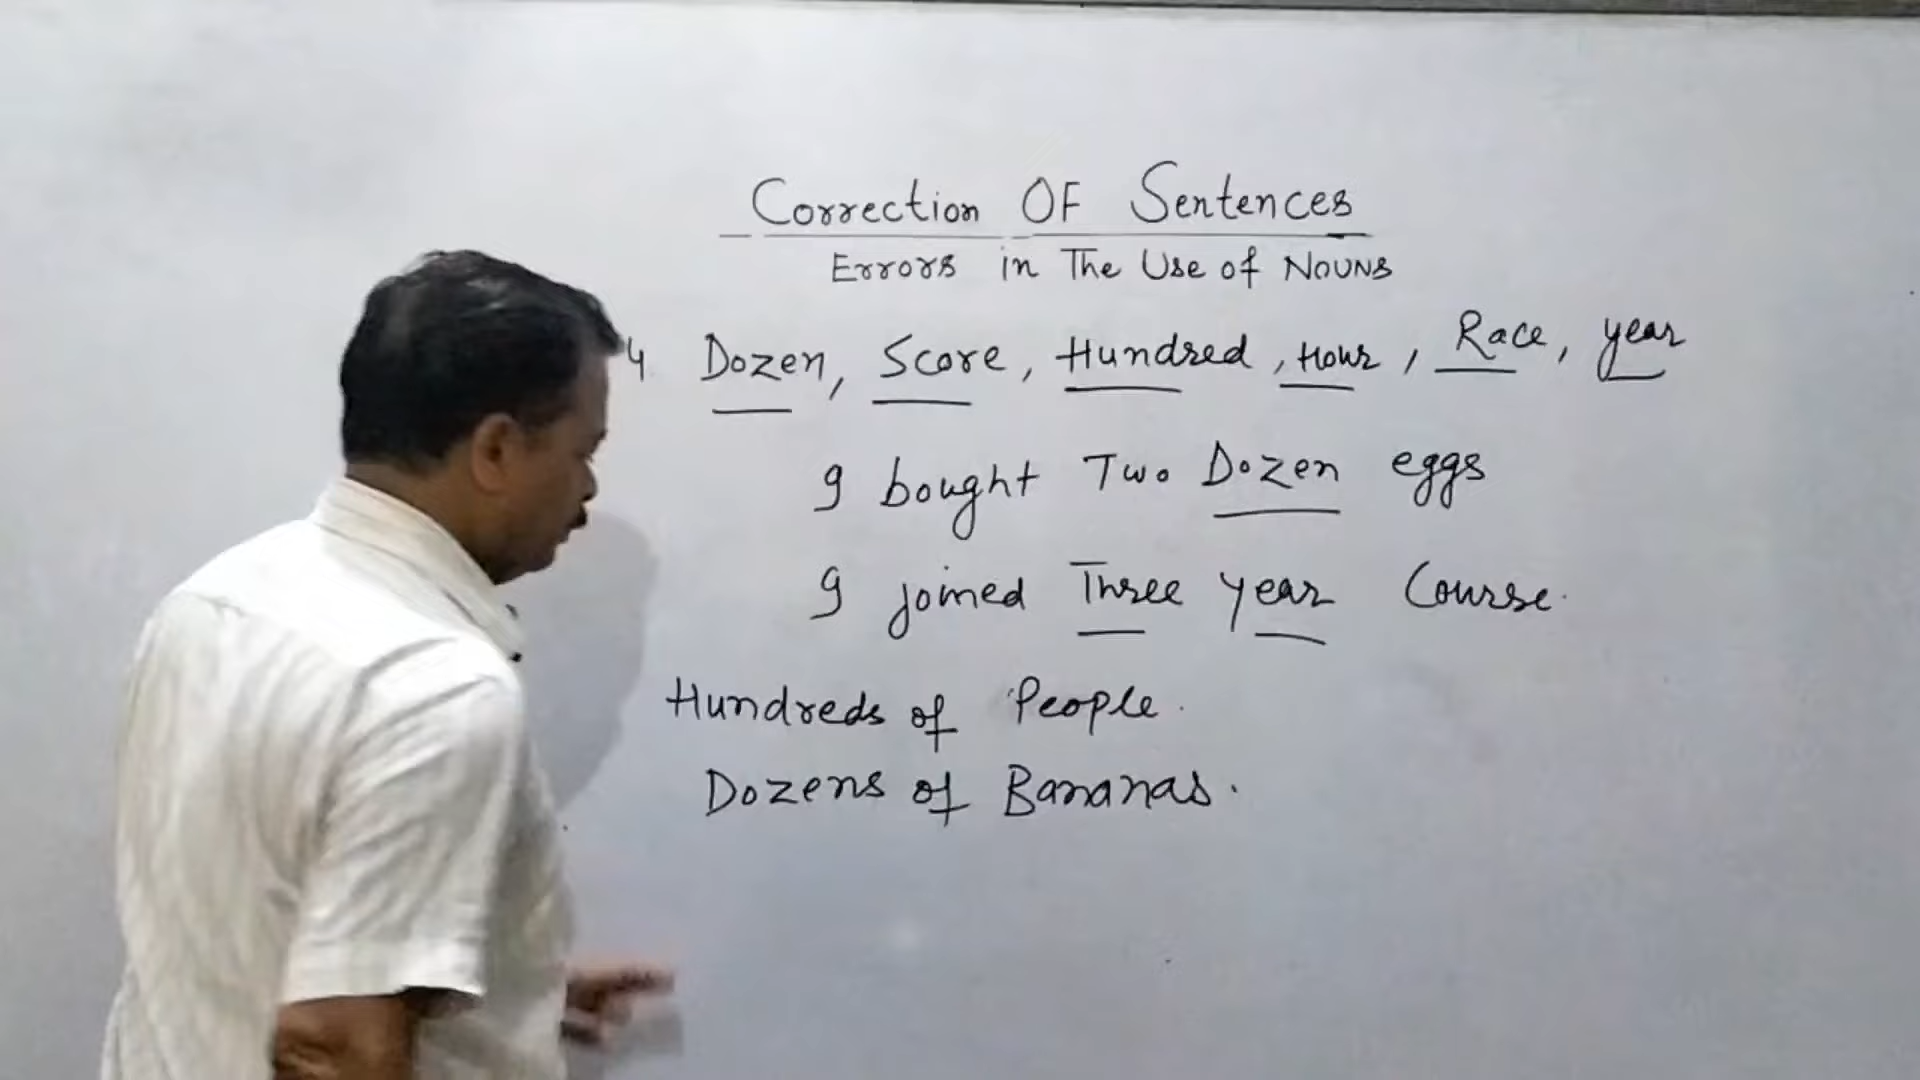 Correction OF Sentences
Errors in The Use of NOUNS
4. Dozen, Score, Hundred, Hour, Race, year
I bought Two Dozen eggs
I joined Three year Course.
Hundreds of People.
Dozens of Bananas.